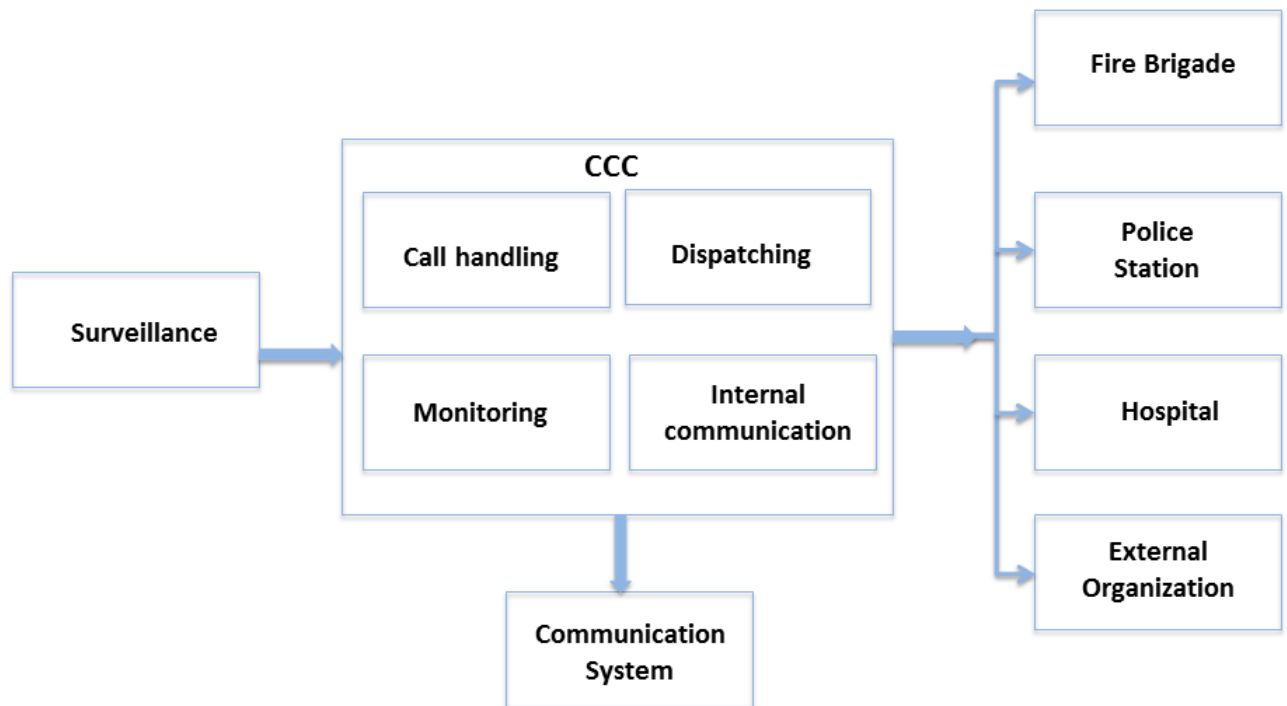 Surveillance
CCC
Call handling
Dispatching
Monitoring
Internal
communication
Communication
System
Fire Brigade
Police
Station
Hospital
External
Organization